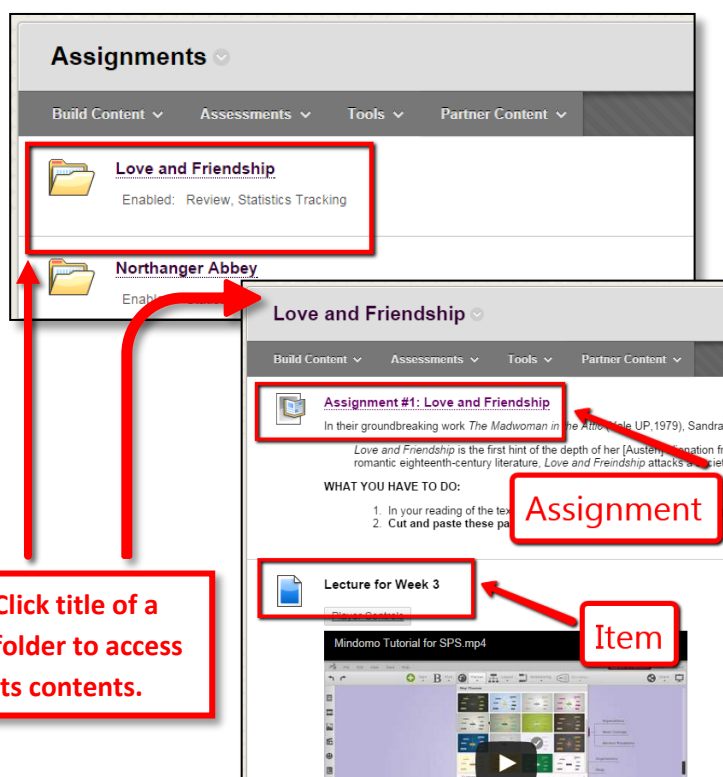 Assignments
Build Content Assessments Tools Partner Content
Love and Friendship
Enabled: Review, Statistics Tracking
Northanger Abbey
Love and Friendship
Build Content Assessments Tools Partner Content
Assignment #1: Love and Friendship
In their groundbreaking work The Madwoman in the Attic (Yale UP,1979), Sandra
Love and Friendship is the first hint of the depth of her [Austen]
romantic eighteenth-century literature, Love and Freindship attacks a
WHAT YOU HAVE TO DO:
1. In your reading of the
2. Cut and paste these
Assignment
Lecture for Week 3
Player Controls
Item
Mindomo Tutorial for SPS.mp4
Click title of a
folder to access
its contents.